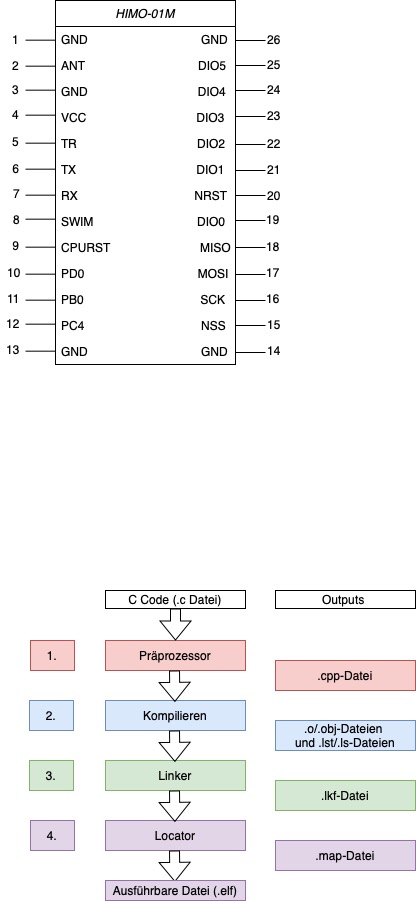 HIMO-01M
1 GND GND 26
2 ANT DIO5 25
3 GND DIO4 24
4 VCC DIO3 23
5 TR DIO2 22
6 TX DIO1 21
7 RX NRST 20
8 SWIM DIO0 19
9 CPURST MISO 18
10 PD0 MOSI 17
11 PB0 SCK 16
12 PC4 NSS 15
13 GND GND 14
C Code (.c Datei) Outputs
1. Präprozessor
.cpp-Datei
2. Kompilieren
.o/.obj-Dateien
und .lst/.ls-Dateien
3. Linker
.lkf-Datei
4. Locator
.map-Datei
Ausführbare Datei (.elf)